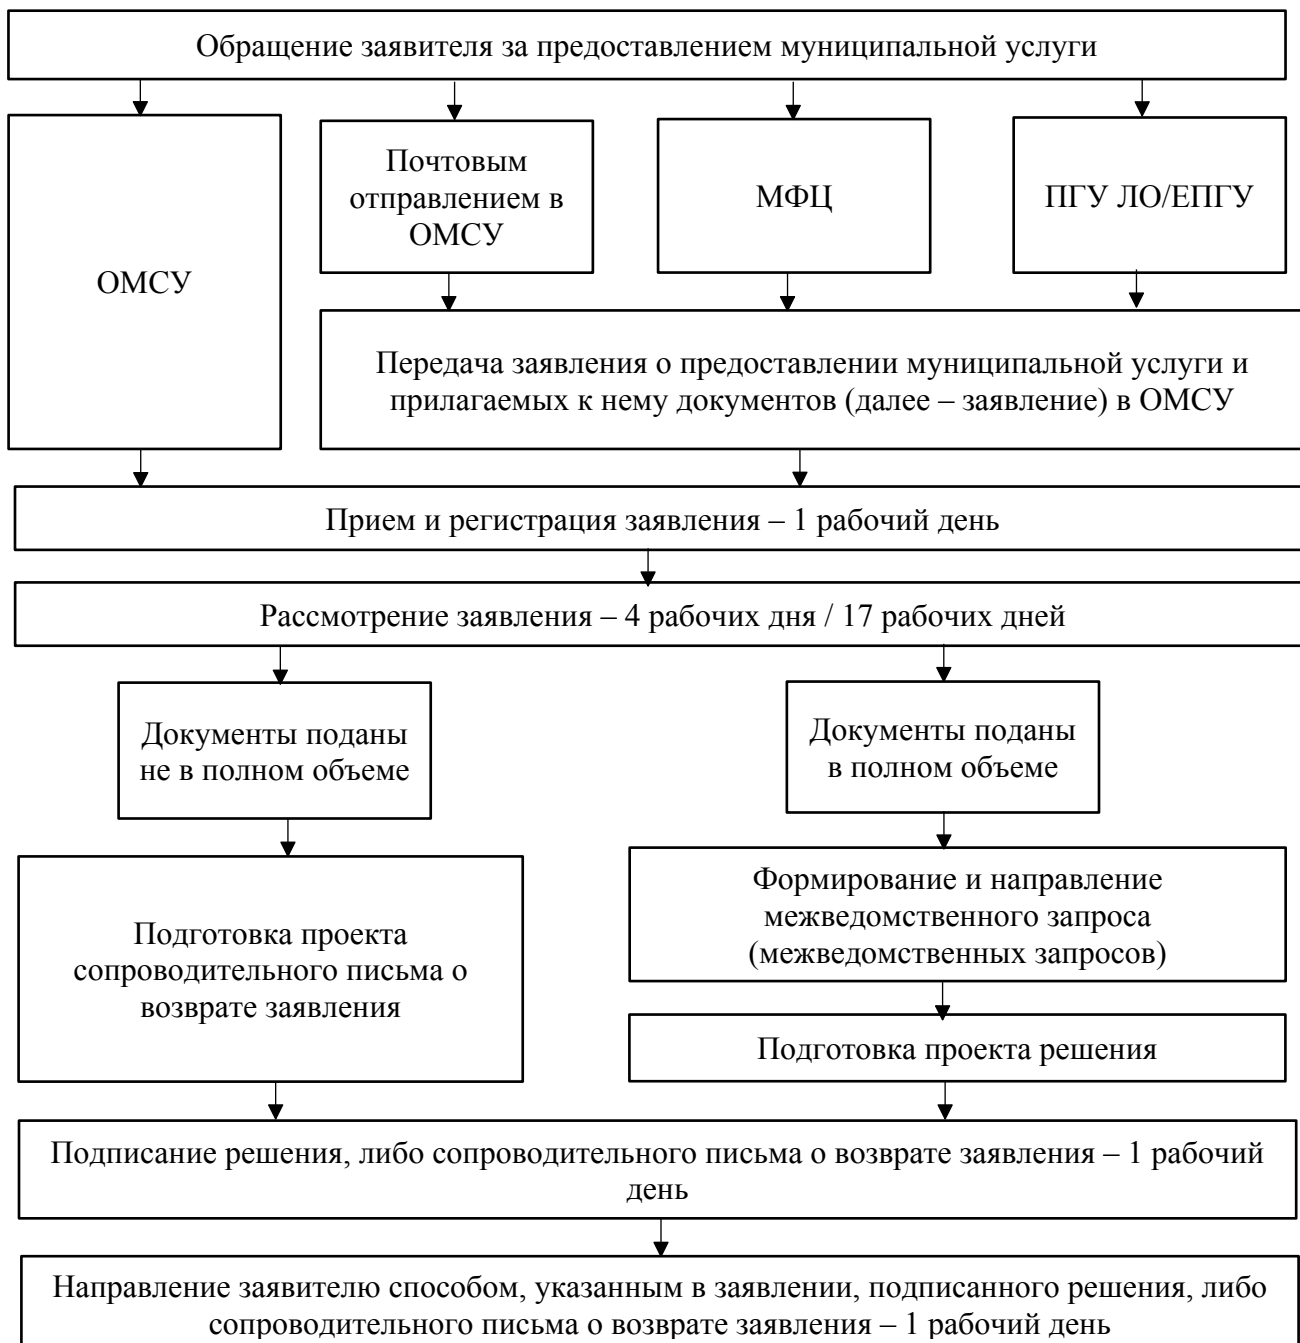 Обращение заявителя за предоставлением муниципальной услуги
ОМСУ
Почтовым
отправлением в
ОМСУ
МФЦ
ПГУ ЛО/ЕПГУ
Передача заявления о предоставлении муниципальной услуги и
прилагаемых к нему документов (далее – заявление) в ОМСУ
Прием и регистрация заявления – 1 рабочий день
Рассмотрение заявления – 4 рабочих дня / 17 рабочих дней
Документы поданы
не в полном объеме
Документы поданы
в полном объеме
Подготовка проекта
сопроводительного письма о
возврате заявления
Формирование и направление
межведомственного запроса
(межведомственных запросов)
Подготовка проекта решения
Подписание решения, либо сопроводительного письма о возврате заявления – 1 рабочий
день
Направление заявителю способом, указанным в заявлении, подписанного решения, либо
сопроводительного письма о возврате заявления – 1 рабочий день